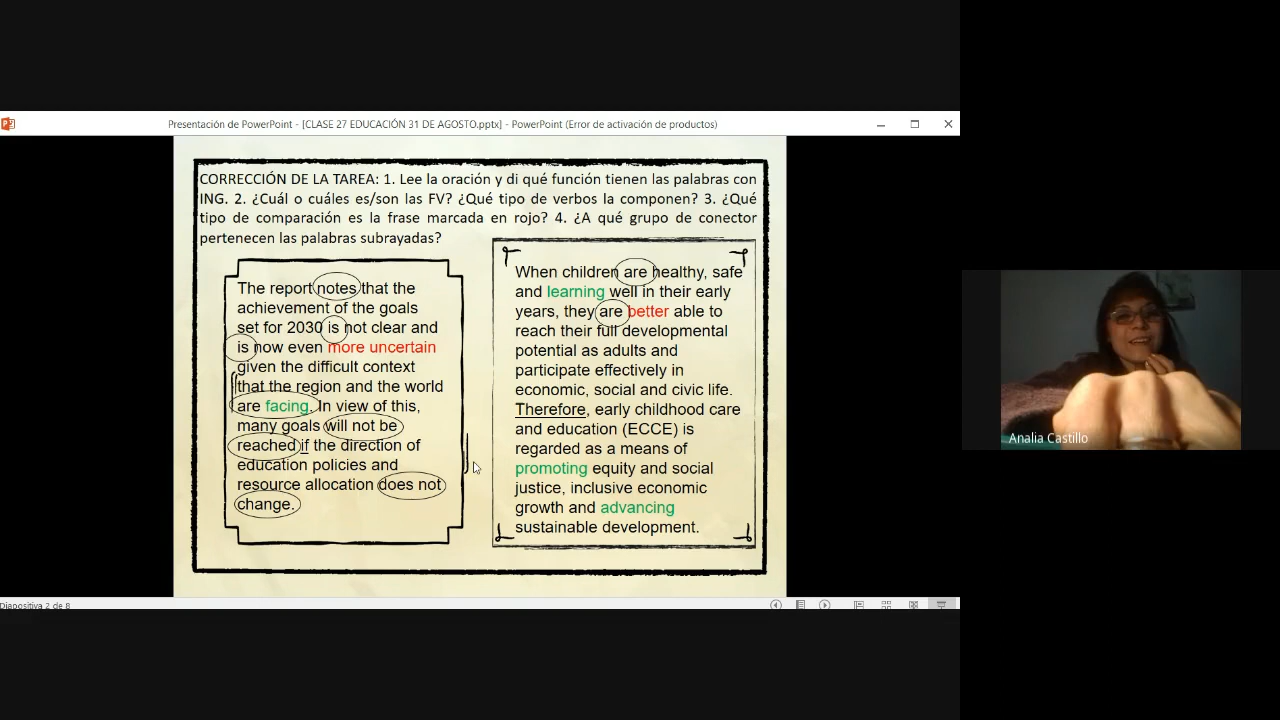 Presentación de PowerPoint - [CLASE 27 EDUCACIÓN 31 DE AGOSTO.pptx] - PowerPoint (Error de activación de productos)
CORRECCIÓN DE LA TAREA: 1. Lee la oración y di qué función tienen las palabras con
ING. 2. ¿Cuál o cuáles es/son las FV? ¿Qué tipo de verbos la componen? 3. ¿Qué
tipo de comparación es la frase marcada en rojo? 4. ¿A qué grupo de conector
pertenecen las palabras subrayadas?
The report notes that the
achievement of the goals
set for 2030 is not clear and
is now even more uncertain
given the difficult context
that the region and the world
are facing. In view of this,
many goals will not be
reached if the direction of
education policies and
resource allocation does not
change.
When children are healthy, safe
and learning well in their early
years, they are better able to
reach their full developmental
potential as adults and
participate effectively in
economic, social and civic life.
Therefore, early childhood care
and education (ECCE) is
regarded as a means of
promoting equity and social
justice, inclusive economic
growth and advancing
sustainable development.
Diapositiva 2 de 8
Analia Castillo